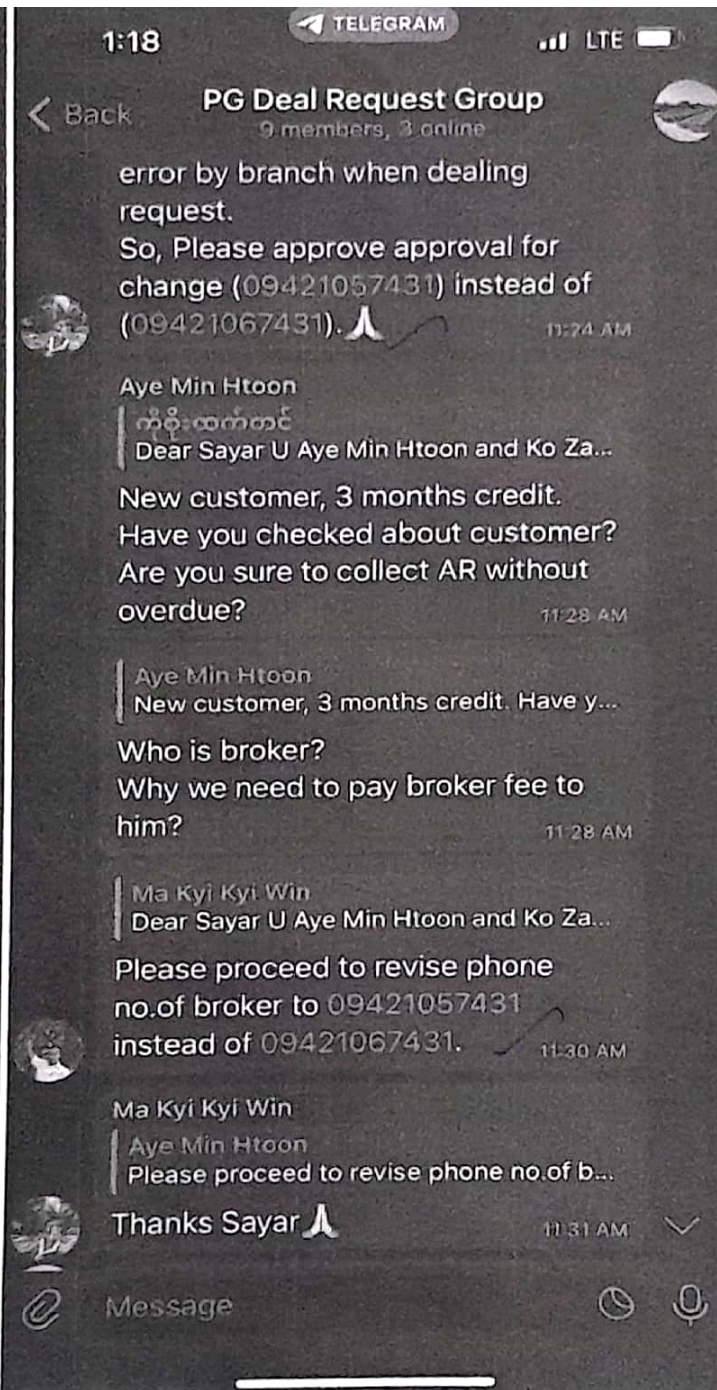 TELEGRAM
1:18
LTE
Back
PG Deal Request Group
9 members, 3 online
error by branch when dealing
request.
So, Please approve approval for
change (09421057431) instead of
(09421067431).🙏
11:24 AM
Aye Min Htoon
ကိုစိုးထက်တင်
Dear Sayar U Aye Min Htoon and Ko Za...
New customer, 3 months credit.
Have you checked about customer?
Are you sure to collect AR without
overdue?
11:28 AM
Aye Min Htoon
New customer, 3 months credit. Have y...
Who is broker?
Why we need to pay broker fee to
him?
11:28 AM
Ma Kyi Kyi Win
Dear Sayar U Aye Min Htoon and Ko Za...
Please proceed to revise phone
no.of broker to 09421057431
instead of 09421067431.
11:30 AM
Ma Kyi Kyi Win
Aye Min Htoon
Please proceed to revise phone no.of b...
Thanks Sayar🙏
11:31 AM
Message